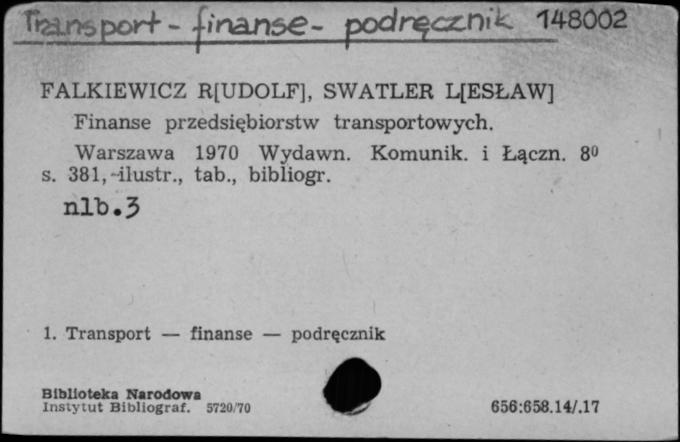 Transport - finanse - podręcznik 148002
FALKIEWICZ R[UDOLF], SWATLER L[ESŁAW]
Finanse przedsiębiorstw transportowych.
Warszawa 1970 Wydawn. Komunik. i Łączn. 8⁰
s. 381, ilustr., tab., bibliogr.
nlb.3
1. Transport — finanse — podręcznik
Biblioteka Narodowa
Instytut Bibliograf. 5720/70
656:658.14/.17